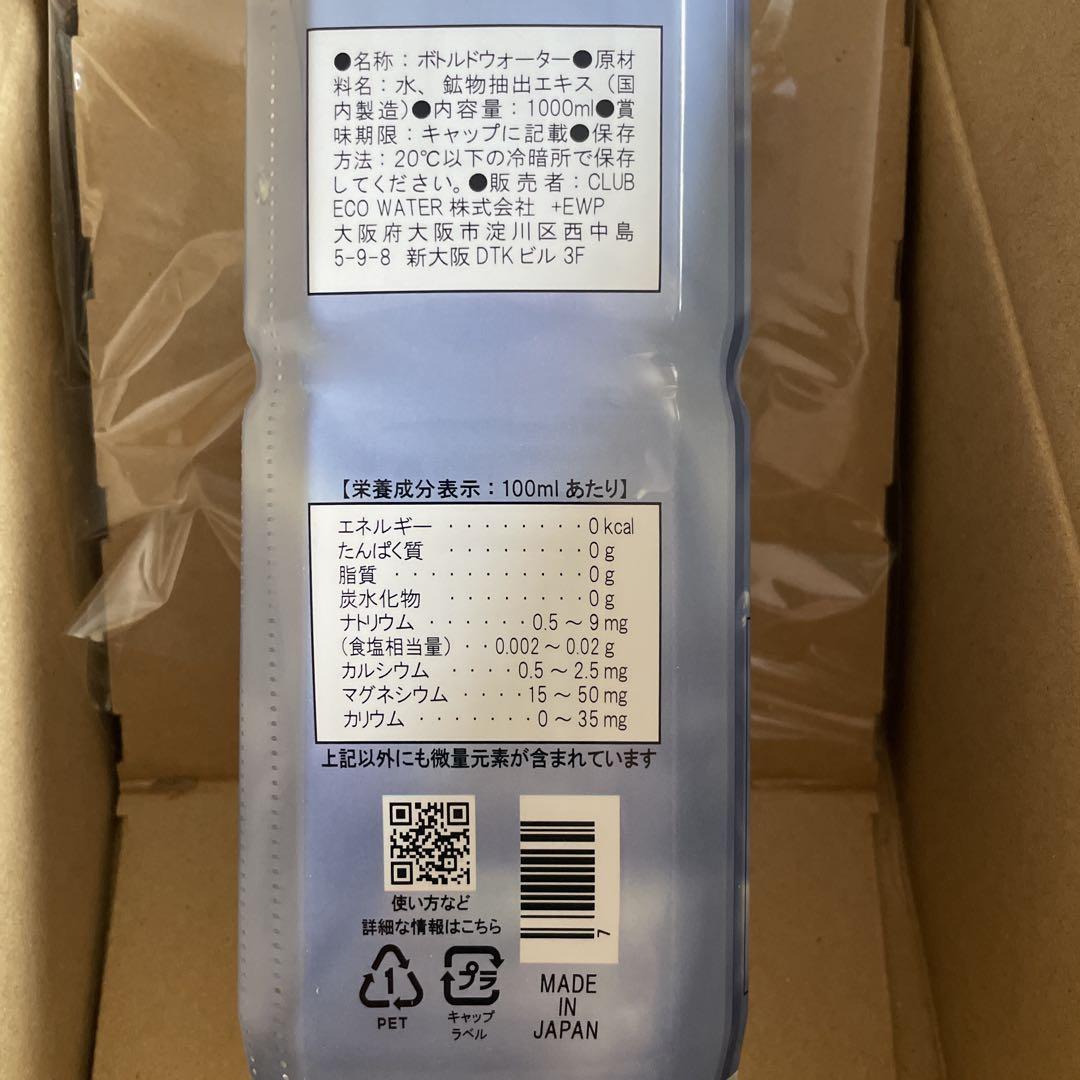 ●名称：ボトルドウォーター●原材
料名：水、鉱物抽出エキス（国
内製造）●内容量：1000ml●賞
味期限：キャップに記載●保存
方法：20℃以下の冷暗所で保存
してください。●販売者：CLUB
ECO WATER 株式会社 +EWP
大阪府大阪市淀川区西中島
5-9-8 新大阪DTKビル 3F
【栄養成分表示：100mlあたり】
エネルギー・・・・・・・・0kcal
たんぱく質・・・・・・・・0g
脂質・・・・・・・・・・・0g
炭水化物・・・・・・・・・0g
ナトリウム・・・・・・0.5～9mg
（食塩相当量）・・0.002～0.02g
カルシウム・・・・0.5～2.5mg
マグネシウム・・・・15～50mg
カリウム・・・・・・・0～35mg
上記以外にも微量元素が含まれています
使い方など
詳細な情報はこちら
7
1
PET
プラ
キャップ
ラベル
MADE
IN
JAPAN